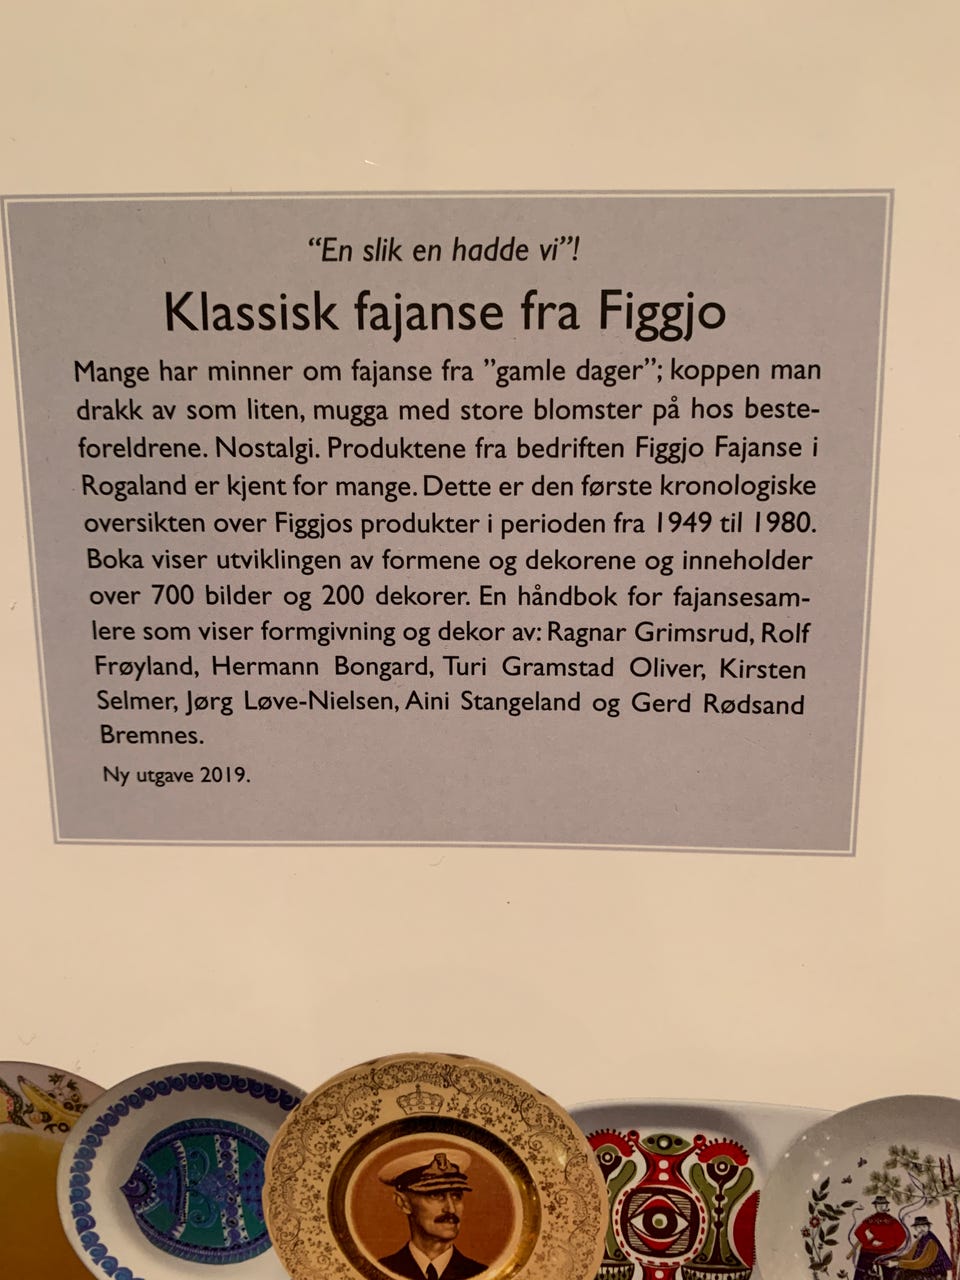 “En slik en hadde vi”!
Klassisk fajanse fra Figgjo
Mange har minner om fajanse fra ”gamle dager”; koppen man
drakk av som liten, mugga med store blomster på hos beste-
foreldrene. Nostalgi. Produktene fra bedriften Figgjo Fajanse i
Rogaland er kjent for mange. Dette er den første kronologiske
oversikten over Figgjos produkter i perioden fra 1949 til 1980.
Boka viser utviklingen av formene og dekorene og inneholder
over 700 bilder og 200 dekorer. En håndbok for fajansesam-
lere som viser formgivning og dekor av: Ragnar Grimsrud, Rolf
Frøyland, Hermann Bongard, Turi Gramstad Oliver, Kirsten
Selmer, Jørg Løve-Nielsen, Aini Stangeland og Gerd Rødsand
Bremnes.
Ny utgave 2019.